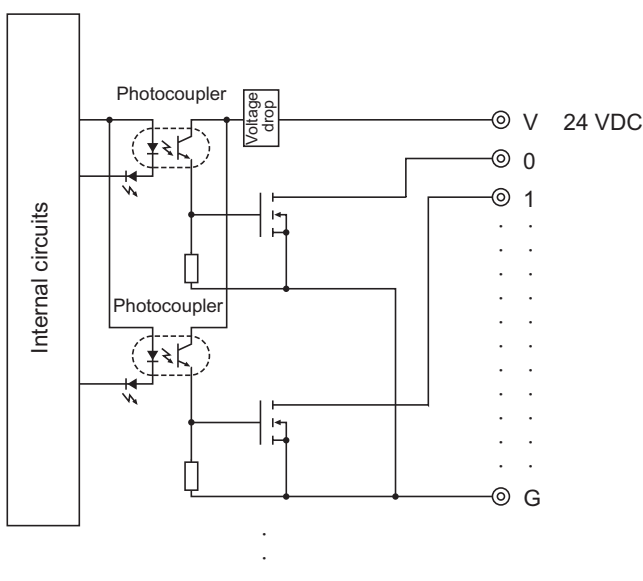 Photocoupler
Voltage
drop
V 24 VDC
0
1
Internal circuits
Photocoupler
G